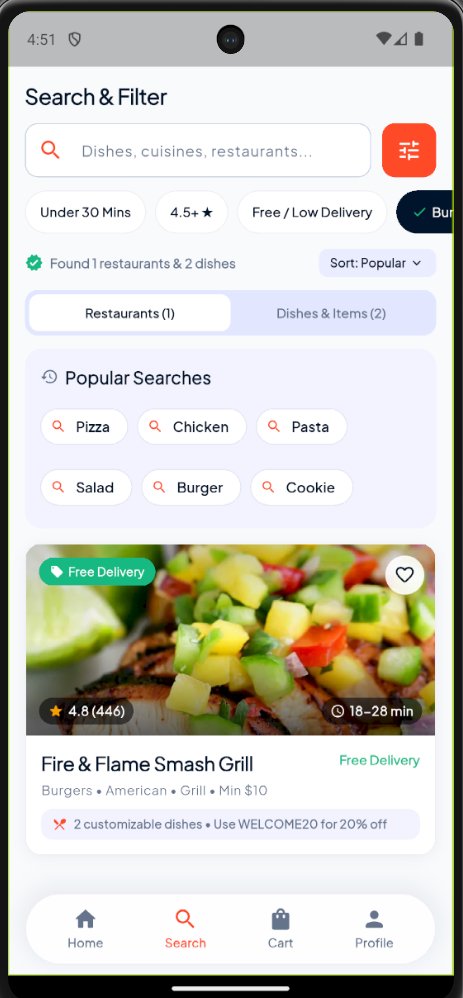 4:51
Search & Filter
Dishes, cuisines, restaurants...
Under 30 Mins 4.5+ ★ Free / Low Delivery ✓ Bur
Found 1 restaurants & 2 dishes Sort: Popular
Restaurants (1) Dishes & Items (2)
Popular Searches
Pizza Chicken Pasta
Salad Burger Cookie
Free Delivery
4.8 (446) 18–28 min
Fire & Flame Smash Grill Free Delivery
Burgers • American • Grill • Min $10
2 customizable dishes • Use WELCOME20 for 20% off
Home Search Cart Profile